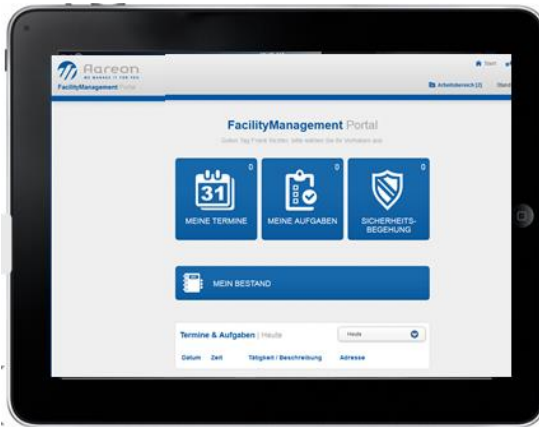 Aareon
WE MANAGE IT FOR YOU
FacilityManagement Portal
Start
Arbeitsbereich (2)
FacilityManagement Portal
31
0
MEINE TERMINE
0
MEINE AUFGABEN
0
SICHERHEITS-
BEGEHUNG
MEIN BESTAND
Termine & Aufgaben | Heute
Heute
Datum Zeit Tätigkeit / Beschreibung Adresse